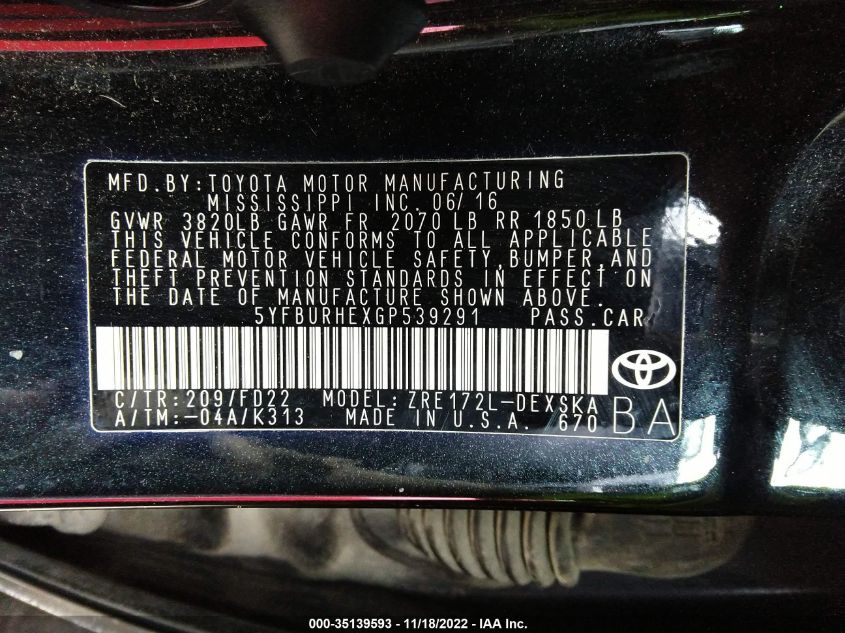 MFD.BY:TOYOTA MOTOR MANUFACTURING
MISSISSIPPI INC. 06/16
GVWR 3820LB GAWR FR 2070 LB RR 1850 LB
THIS VEHICLE CONFORMS TO ALL APPLICABLE
FEDERAL MOTOR VEHICLE SAFETY,BUMPER,AND
THEFT PREVENTION STANDARDS IN EFFECT ON
THE DATE OF MANUFACTURE SHOWN ABOVE.
5YFBURHEXGP539291 PASS.CAR
C/TR:209/FD22 MODEL:ZRE172L-DEXSKA
A/TM:-04A/K313 MADE IN U.S.A. 670
BA
000-35139593 - 11/18/2022 - IAA Inc.